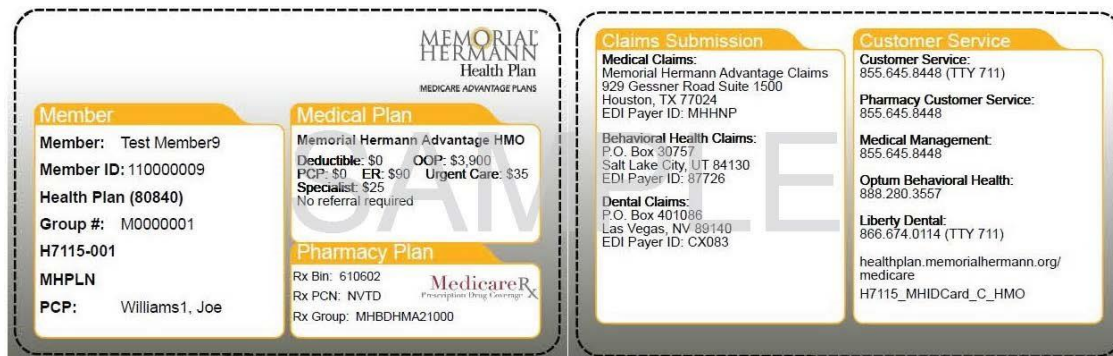 MEMORIAL
HERMANN
Health Plan
MEDICARE ADVANTAGE PLANS
Member
Member: Test Member9
Member ID: 110000009
Health Plan (80840)
Group #: M0000001
H7115-001
MHPLN
PCP: Williams1, Joe
Medical Plan
Memorial Hermann Advantage HMO
Deductible: $0 OOP: $3,900
PCP: $0 ER: $90 Urgent Care: $35
Specialist: $25
No referral required
Pharmacy Plan
Rx Bin: 610602
Rx PCN: NVTD
Rx Group: MHBDHMA21000
MedicareRx
Prescription Drug Coverage
SAMPLE
Claims Submission
Medical Claims:
Memorial Hermann Advantage Claims
929 Gessner Road Suite 1500
Houston, TX 77024
EDI Payer ID: MHHNP
Behavioral Health Claims:
P.O. Box 30757
Salt Lake City, UT 84130
EDI Payer ID: 87726
Dental Claims:
P.O. Box 401086
Las Vegas, NV 89140
EDI Payer ID: CX083
Customer Service
Customer Service:
855.645.8448 (TTY 711)
Pharmacy Customer Service:
855.645.8448
Medical Management:
855.645.8448
Optum Behavioral Health:
888.280.3557
Liberty Dental:
866.674.0114 (TTY 711)
healthplan.memorialhermann.org/
medicare
H7115_MHIDCard_C_HMO